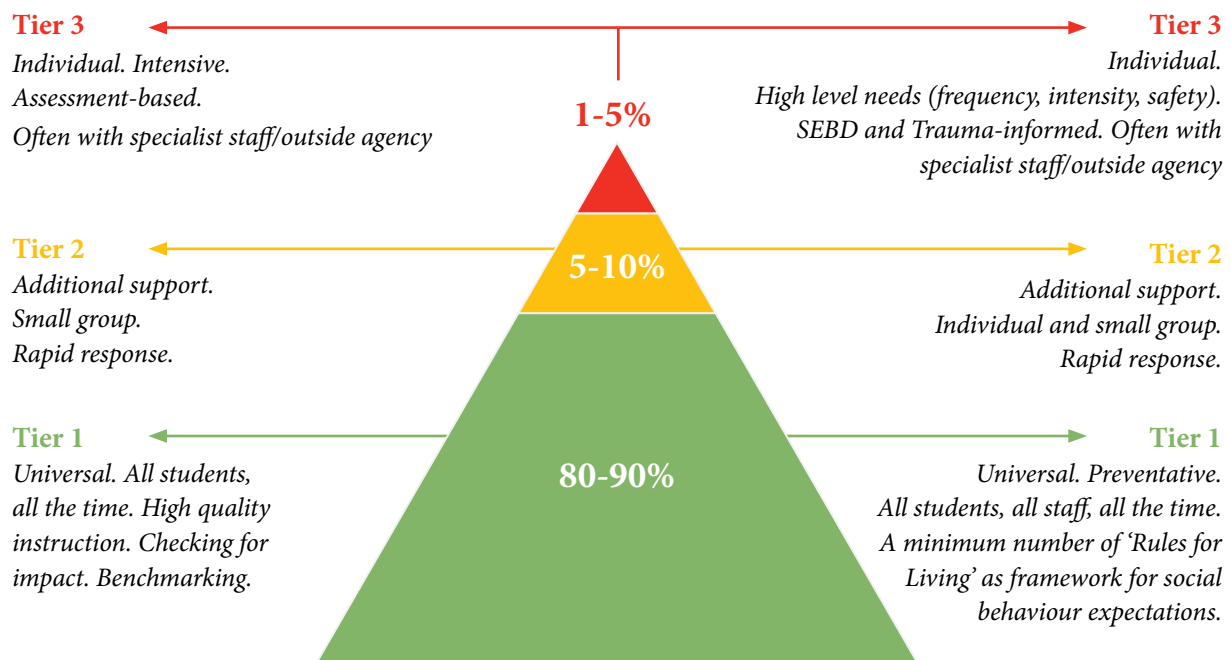 Tier 3
Individual. Intensive.
Assessment-based.
Often with specialist staff/outside agency
1-5%
Tier 3
Individual.
High level needs (frequency, intensity, safety).
SEBD and Trauma-informed. Often with
specialist staff/outside agency
Tier 2
Additional support.
Small group.
Rapid response.
5-10%
Tier 2
Additional support.
Individual and small group.
Rapid response.
Tier 1
Universal. All students,
all the time. High quality
instruction. Checking for
impact. Benchmarking.
80-90%
Tier 1
Universal. Preventative.
All students, all staff, all the time.
A minimum number of ‘Rules for
Living’ as framework for social
behaviour expectations.